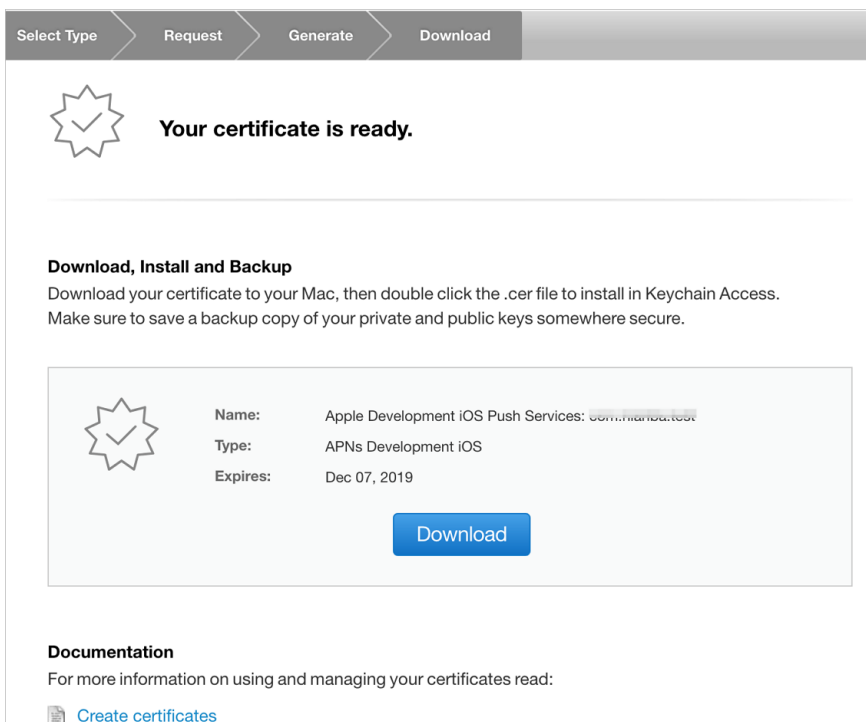 Select Type
Request
Generate
Download
Your certificate is ready.
Download, Install and Backup
Download your certificate to your Mac, then double click the .cer file to install in Keychain Access.
Make sure to save a backup copy of your private and public keys somewhere secure.
Name: Apple Development iOS Push Services:
Type: APNs Development iOS
Expires: Dec 07, 2019
Download
Documentation
For more information on using and managing your certificates read:
Create certificates